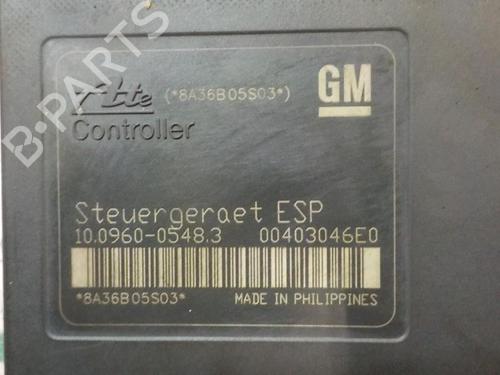 Ate (*8A36B05S03*) GM
Controller
Steuergeraet ESP
10.0960-0548.3 00403046E0
*8A36B05S03* MADE IN PHILIPPINES
B-PARTS